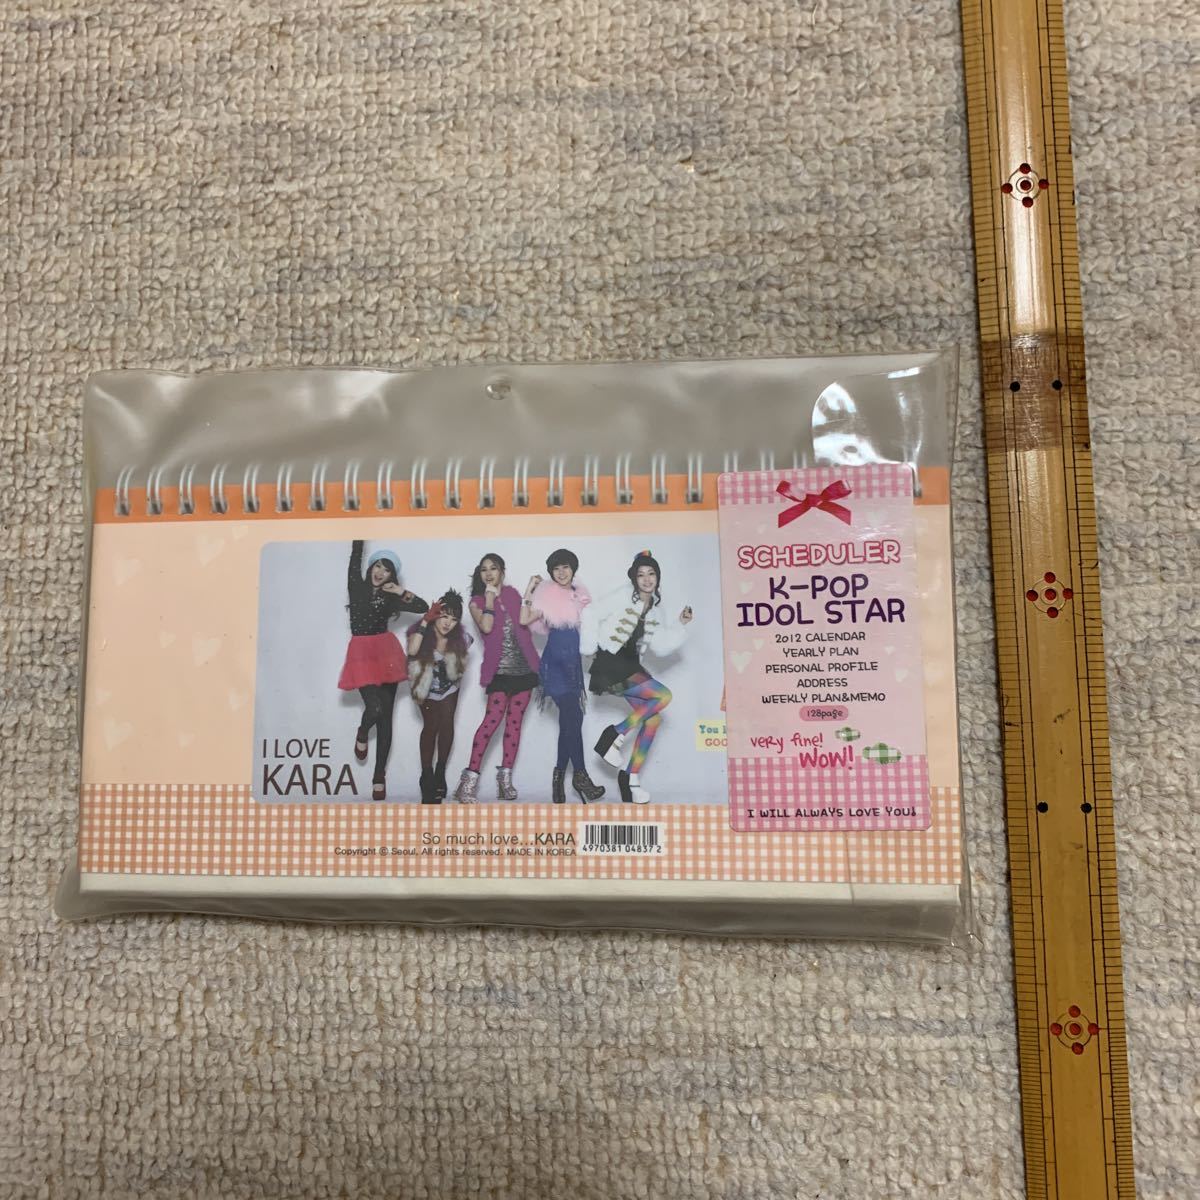 SCHEDULER
K-POP
IDOL STAR
2012 CALENDAR
YEARLY PLAN
PERSONAL PROFILE
ADDRESS
WEEKLY PLAN&MEMO
128page
very fine!
WOW!
I WILL ALWAYS LOVE YOU!
I LOVE
KARA
You
GOO
So much love...KARA
Copyright ⓒ Seoul. All rights reserved. MADE IN KOREA
4970381 04837 2